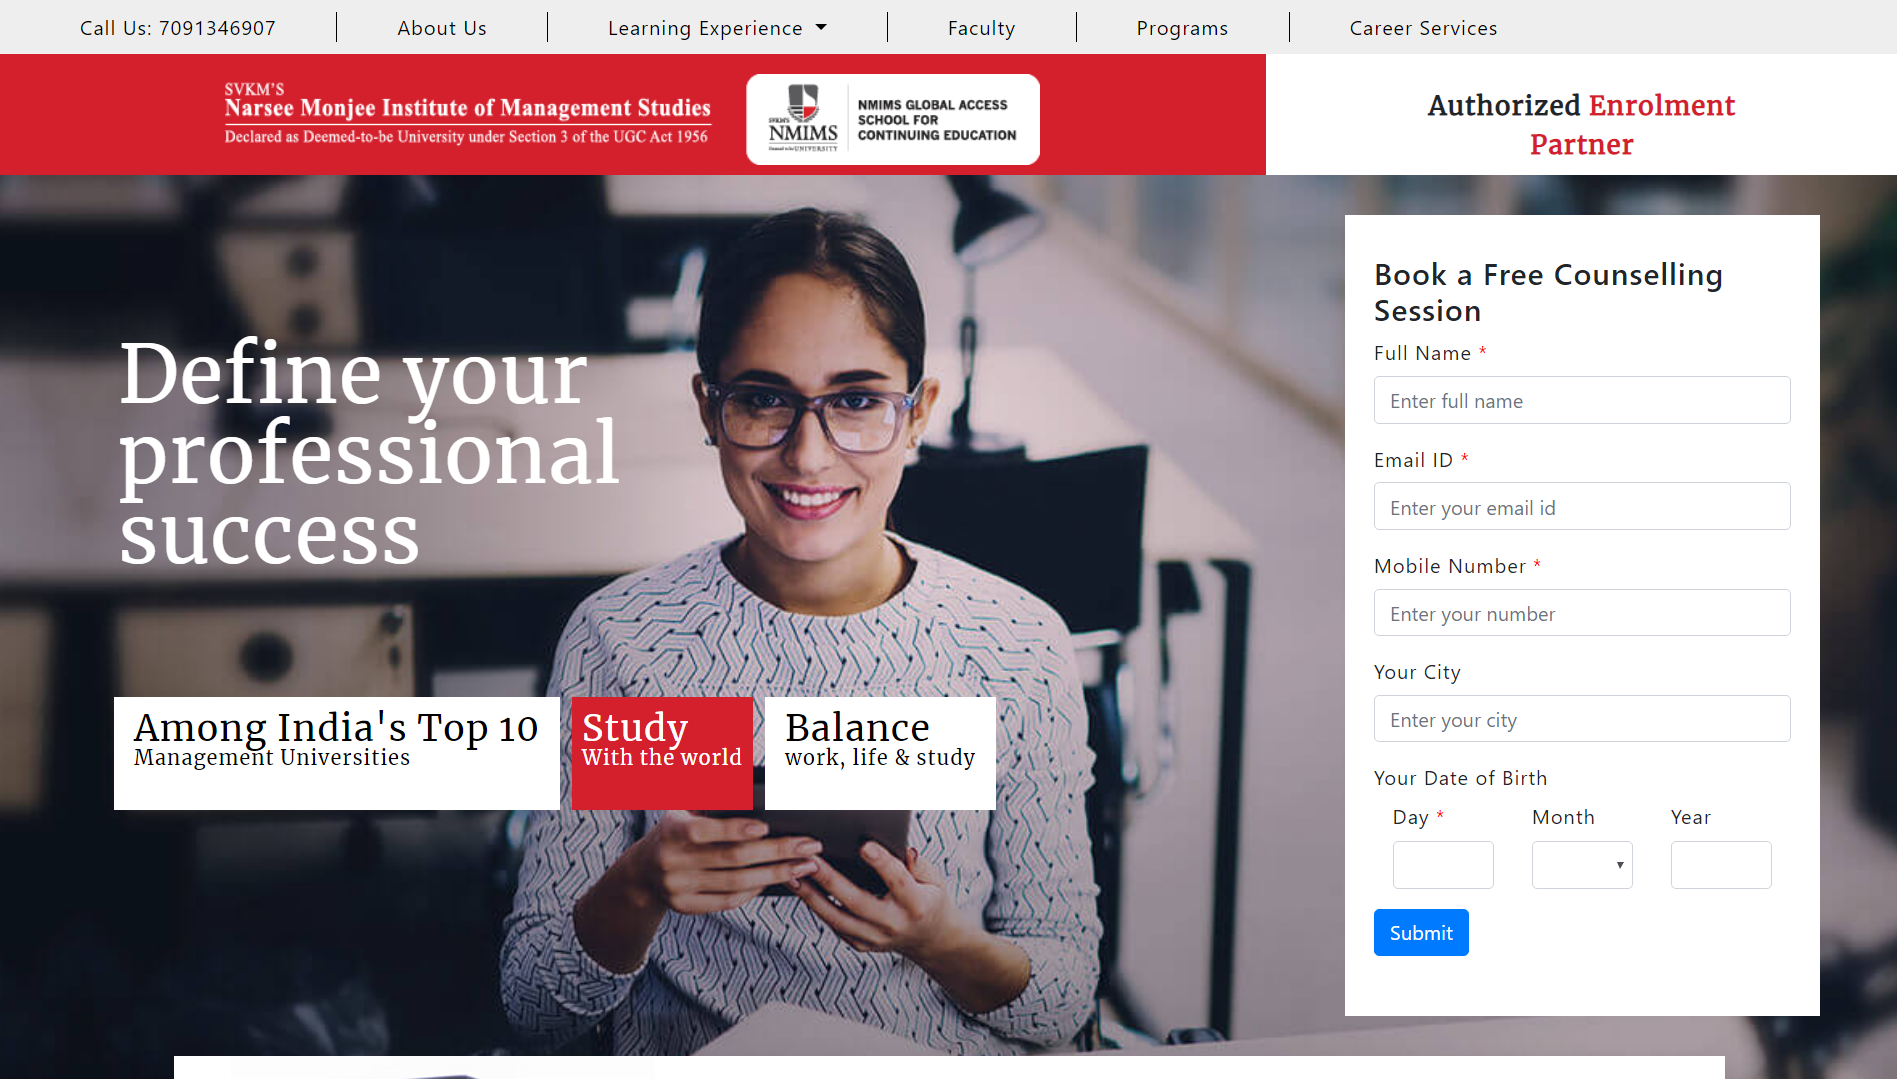 Call Us: 7091346907
About Us
Learning Experience
Faculty
Programs
Career Services
SVKM'S
Narsee Monjee Institute of Management Studies
Declared as Deemed-to-be University under Section 3 of the UGC Act 1956
SVKM'S
NMIMS
Deemed-to-be UNIVERSITY
NMIMS GLOBAL ACCESS
SCHOOL FOR
CONTINUING EDUCATION
Authorized Enrolment
Partner
Define your
professional
success
Among India's Top 10
Management Universities
Study
With the world
Balance
work, life & study
Book a Free Counselling
Session
Full Name *
Enter full name
Email ID *
Enter your email id
Mobile Number *
Enter your number
Your City
Enter your city
Your Date of Birth
Day *
Month
Year
Submit